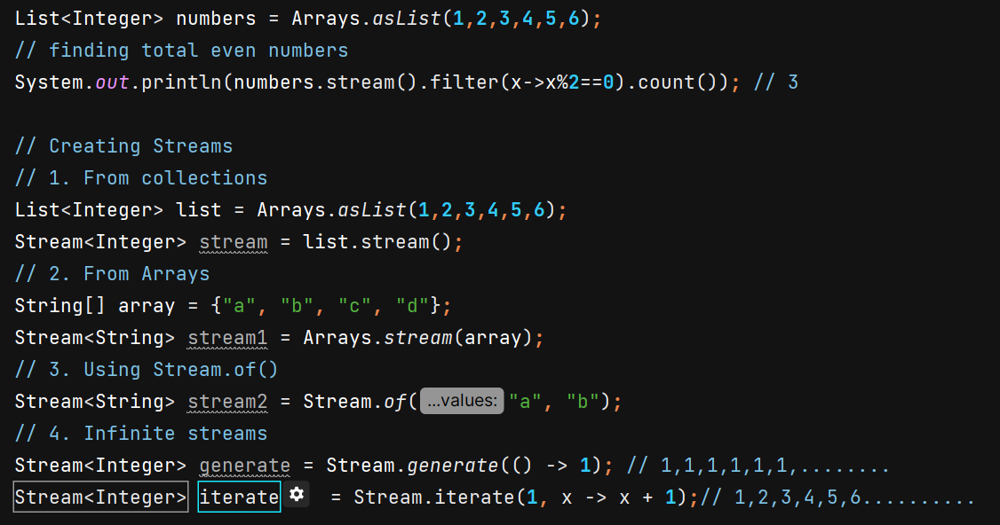 List<Integer> numbers = Arrays.asList(1,2,3,4,5,6);
// finding total even numbers
System.out.println(numbers.stream().filter(x->x%2==0).count()); // 3
// Creating Streams
// 1. From collections
List<Integer> list = Arrays.asList(1,2,3,4,5,6);
Stream<Integer> stream = list.stream();
// 2. From Arrays
String[] array = {"a", "b", "c", "d"};
Stream<String> stream1 = Arrays.stream(array);
// 3. Using Stream.of()
Stream<String> stream2 = Stream.of( ...values: "a", "b");
// 4. Infinite streams
Stream<Integer> generate = Stream.generate(() -> 1); // 1,1,1,1,1,1,........
Stream<Integer> iterate = Stream.iterate(1, x -> x + 1);// 1,2,3,4,5,6..........